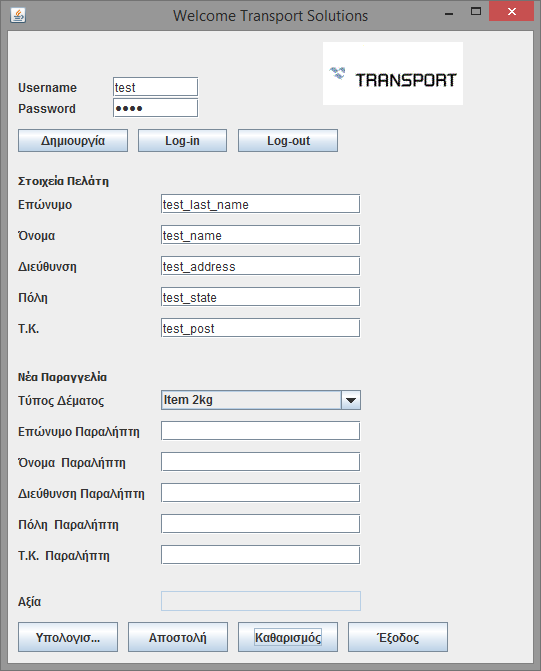 Welcome Transport Solutions
TRANSPORT
Username test
Password ●●●●
Δημιουργία Log-in Log-out
Στοιχεία Πελάτη
Επώνυμο test_last_name
Όνομα test_name
Διεύθυνση test_address
Πόλη test_state
Τ.Κ. test_post
Νέα Παραγγελία
Τύπος Δέματος Item 2kg
Επώνυμο Παραλήπτη
Όνομα Παραλήπτη
Διεύθυνση Παραλήπτη
Πόλη Παραλήπτη
Τ.Κ. Παραλήπτη
Αξία
Υπολογισ... Αποστολή Καθαρισμός Έξοδος